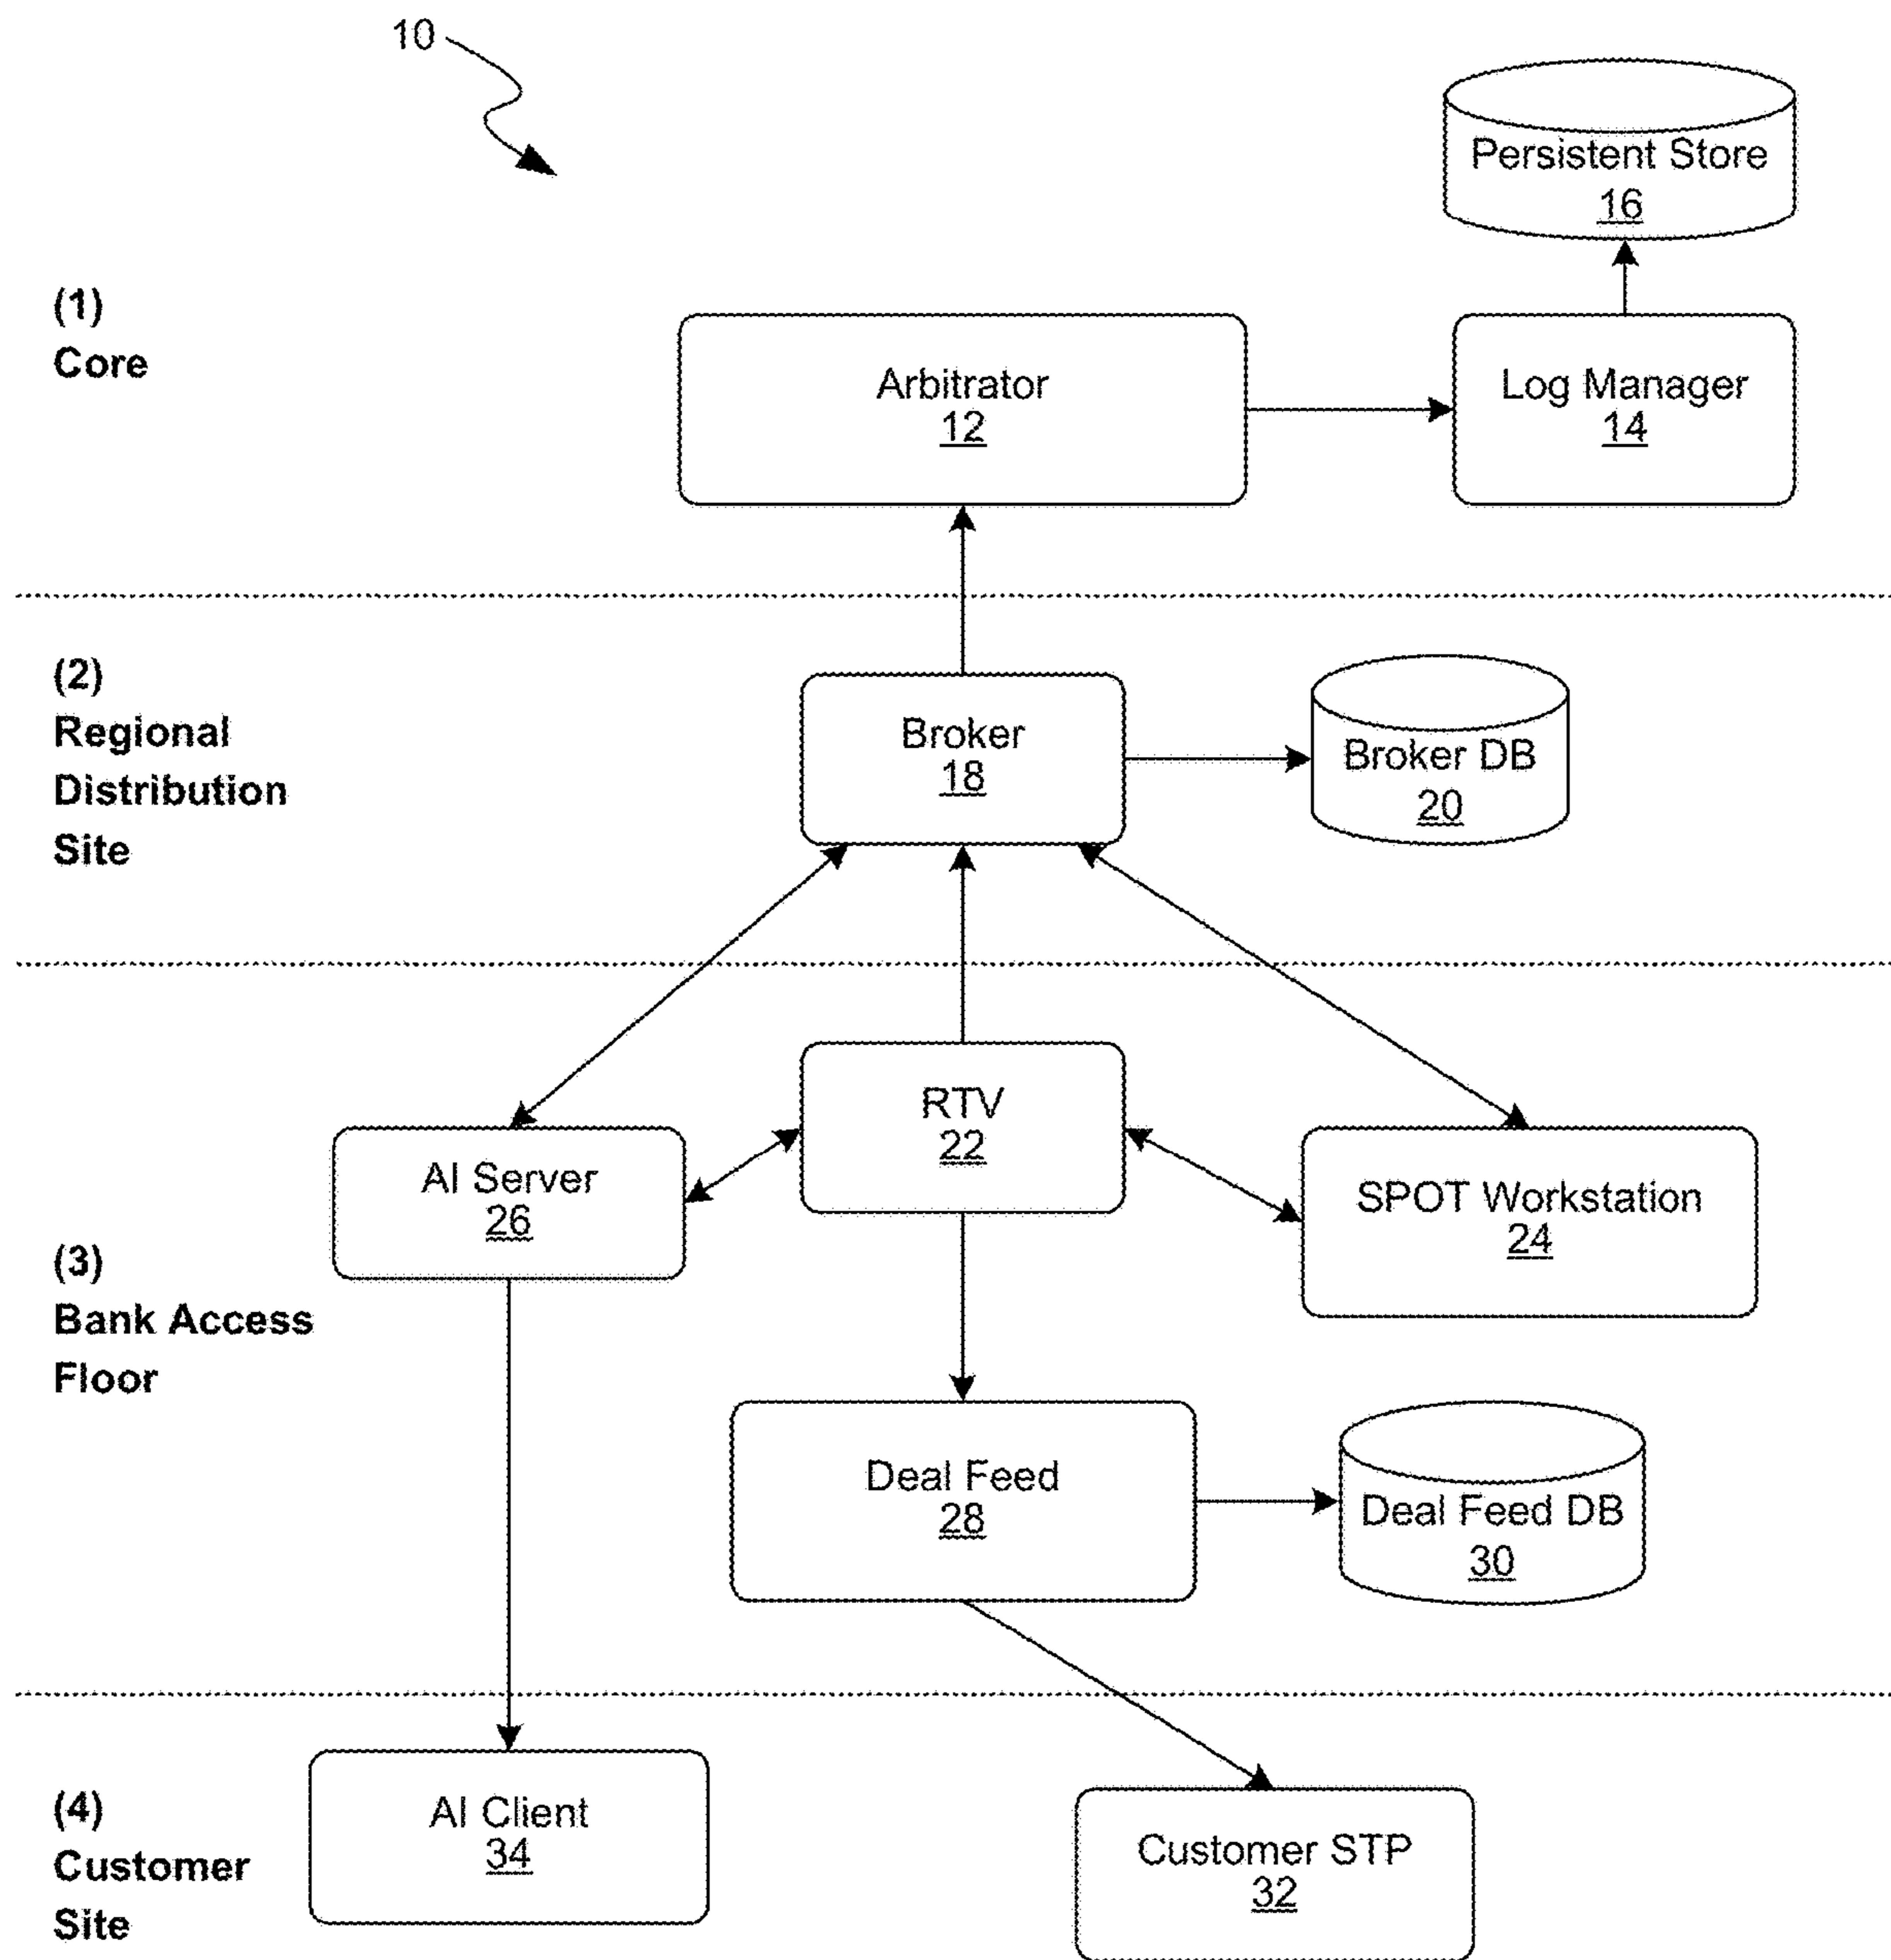 10
Persistent Store
16
(1)
Core
Arbitrator
12
Log Manager
14
(2)
Regional
Distribution
Site
Broker
18
Broker DB
20
RTV
22
AI Server
26
SPOT Workstation
24
(3)
Bank Access
Floor
Deal Feed
28
Deal Feed DB
30
(4)
Customer
Site
AI Client
34
Customer STP
32